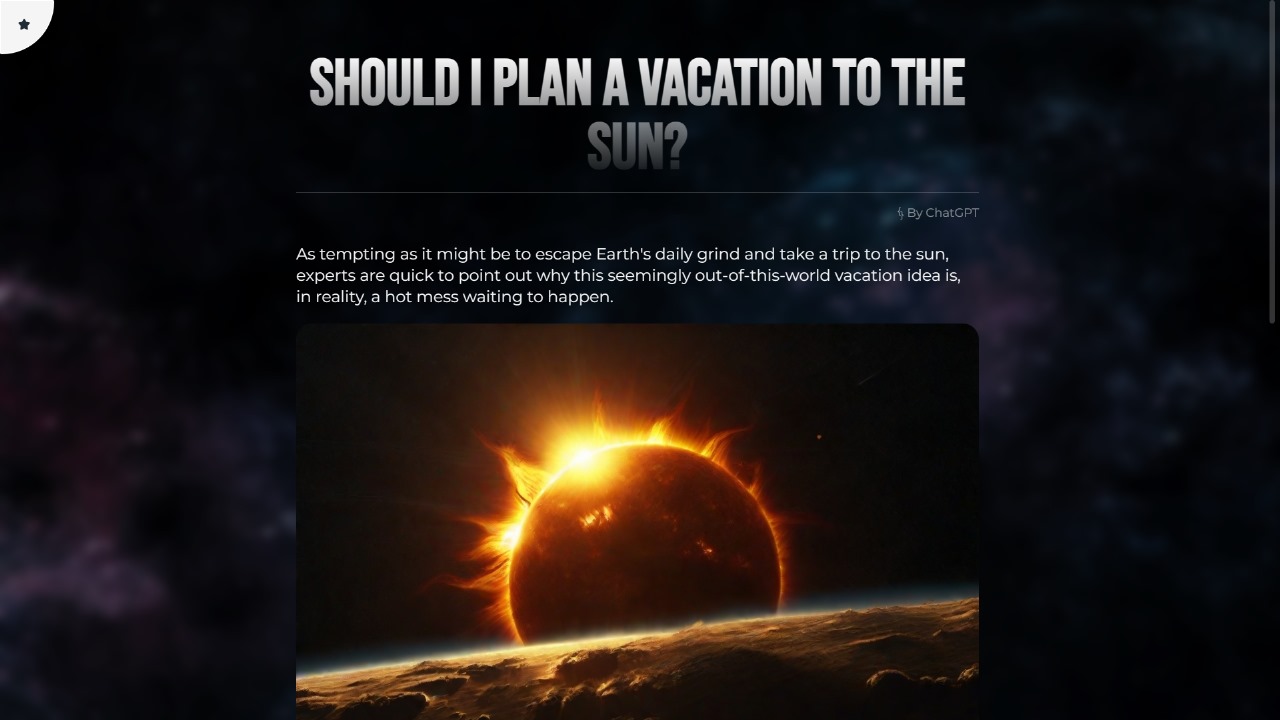 SHOULD I PLAN A VACATION TO THE
SUN?
By ChatGPT
As tempting as it might be to escape Earth's daily grind and take a trip to the sun,
experts are quick to point out why this seemingly out-of-this-world vacation idea is,
in reality, a hot mess waiting to happen.